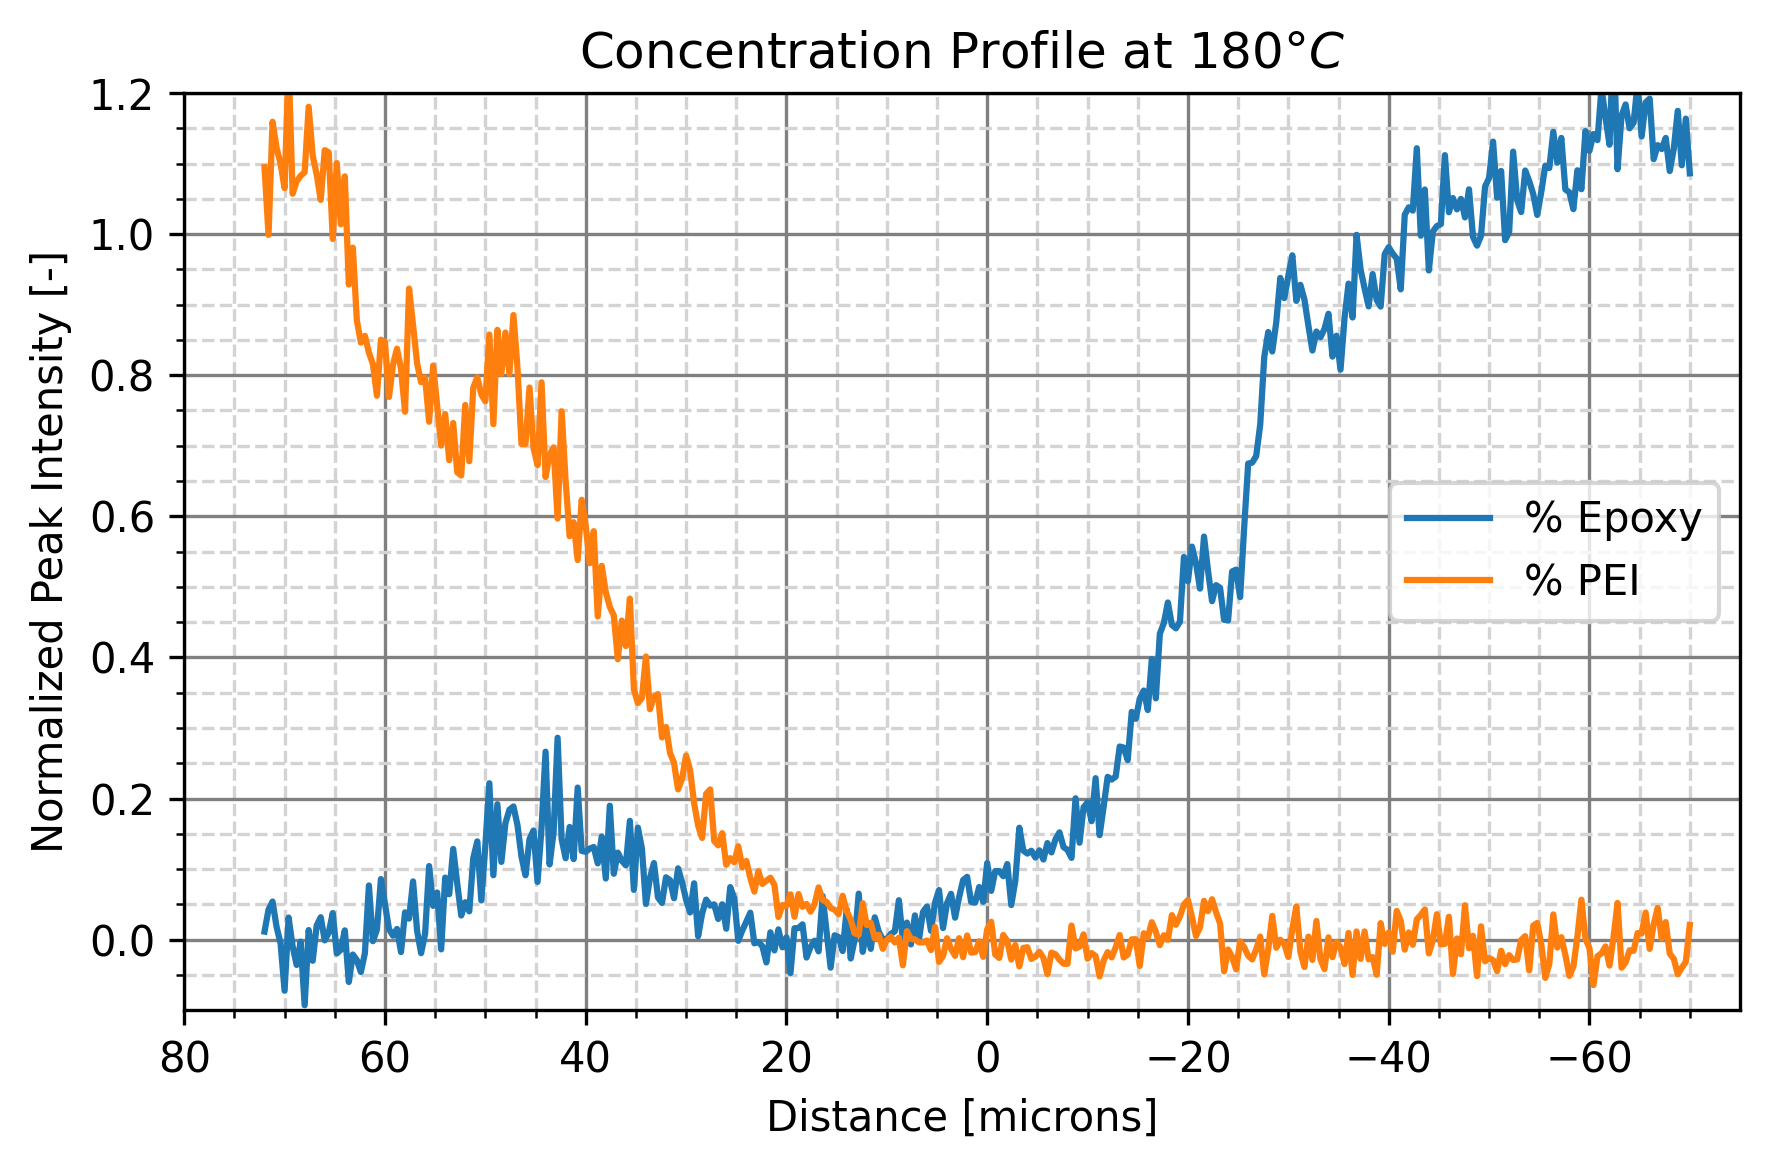 Concentration Profile at 180°C
Normalized Peak Intensity [-]
1.2
1.0
0.8
0.6
0.4
0.2
0.0
% Epoxy
% PEI
80 60 40 20 0 −20 −40 −60
Distance [microns]